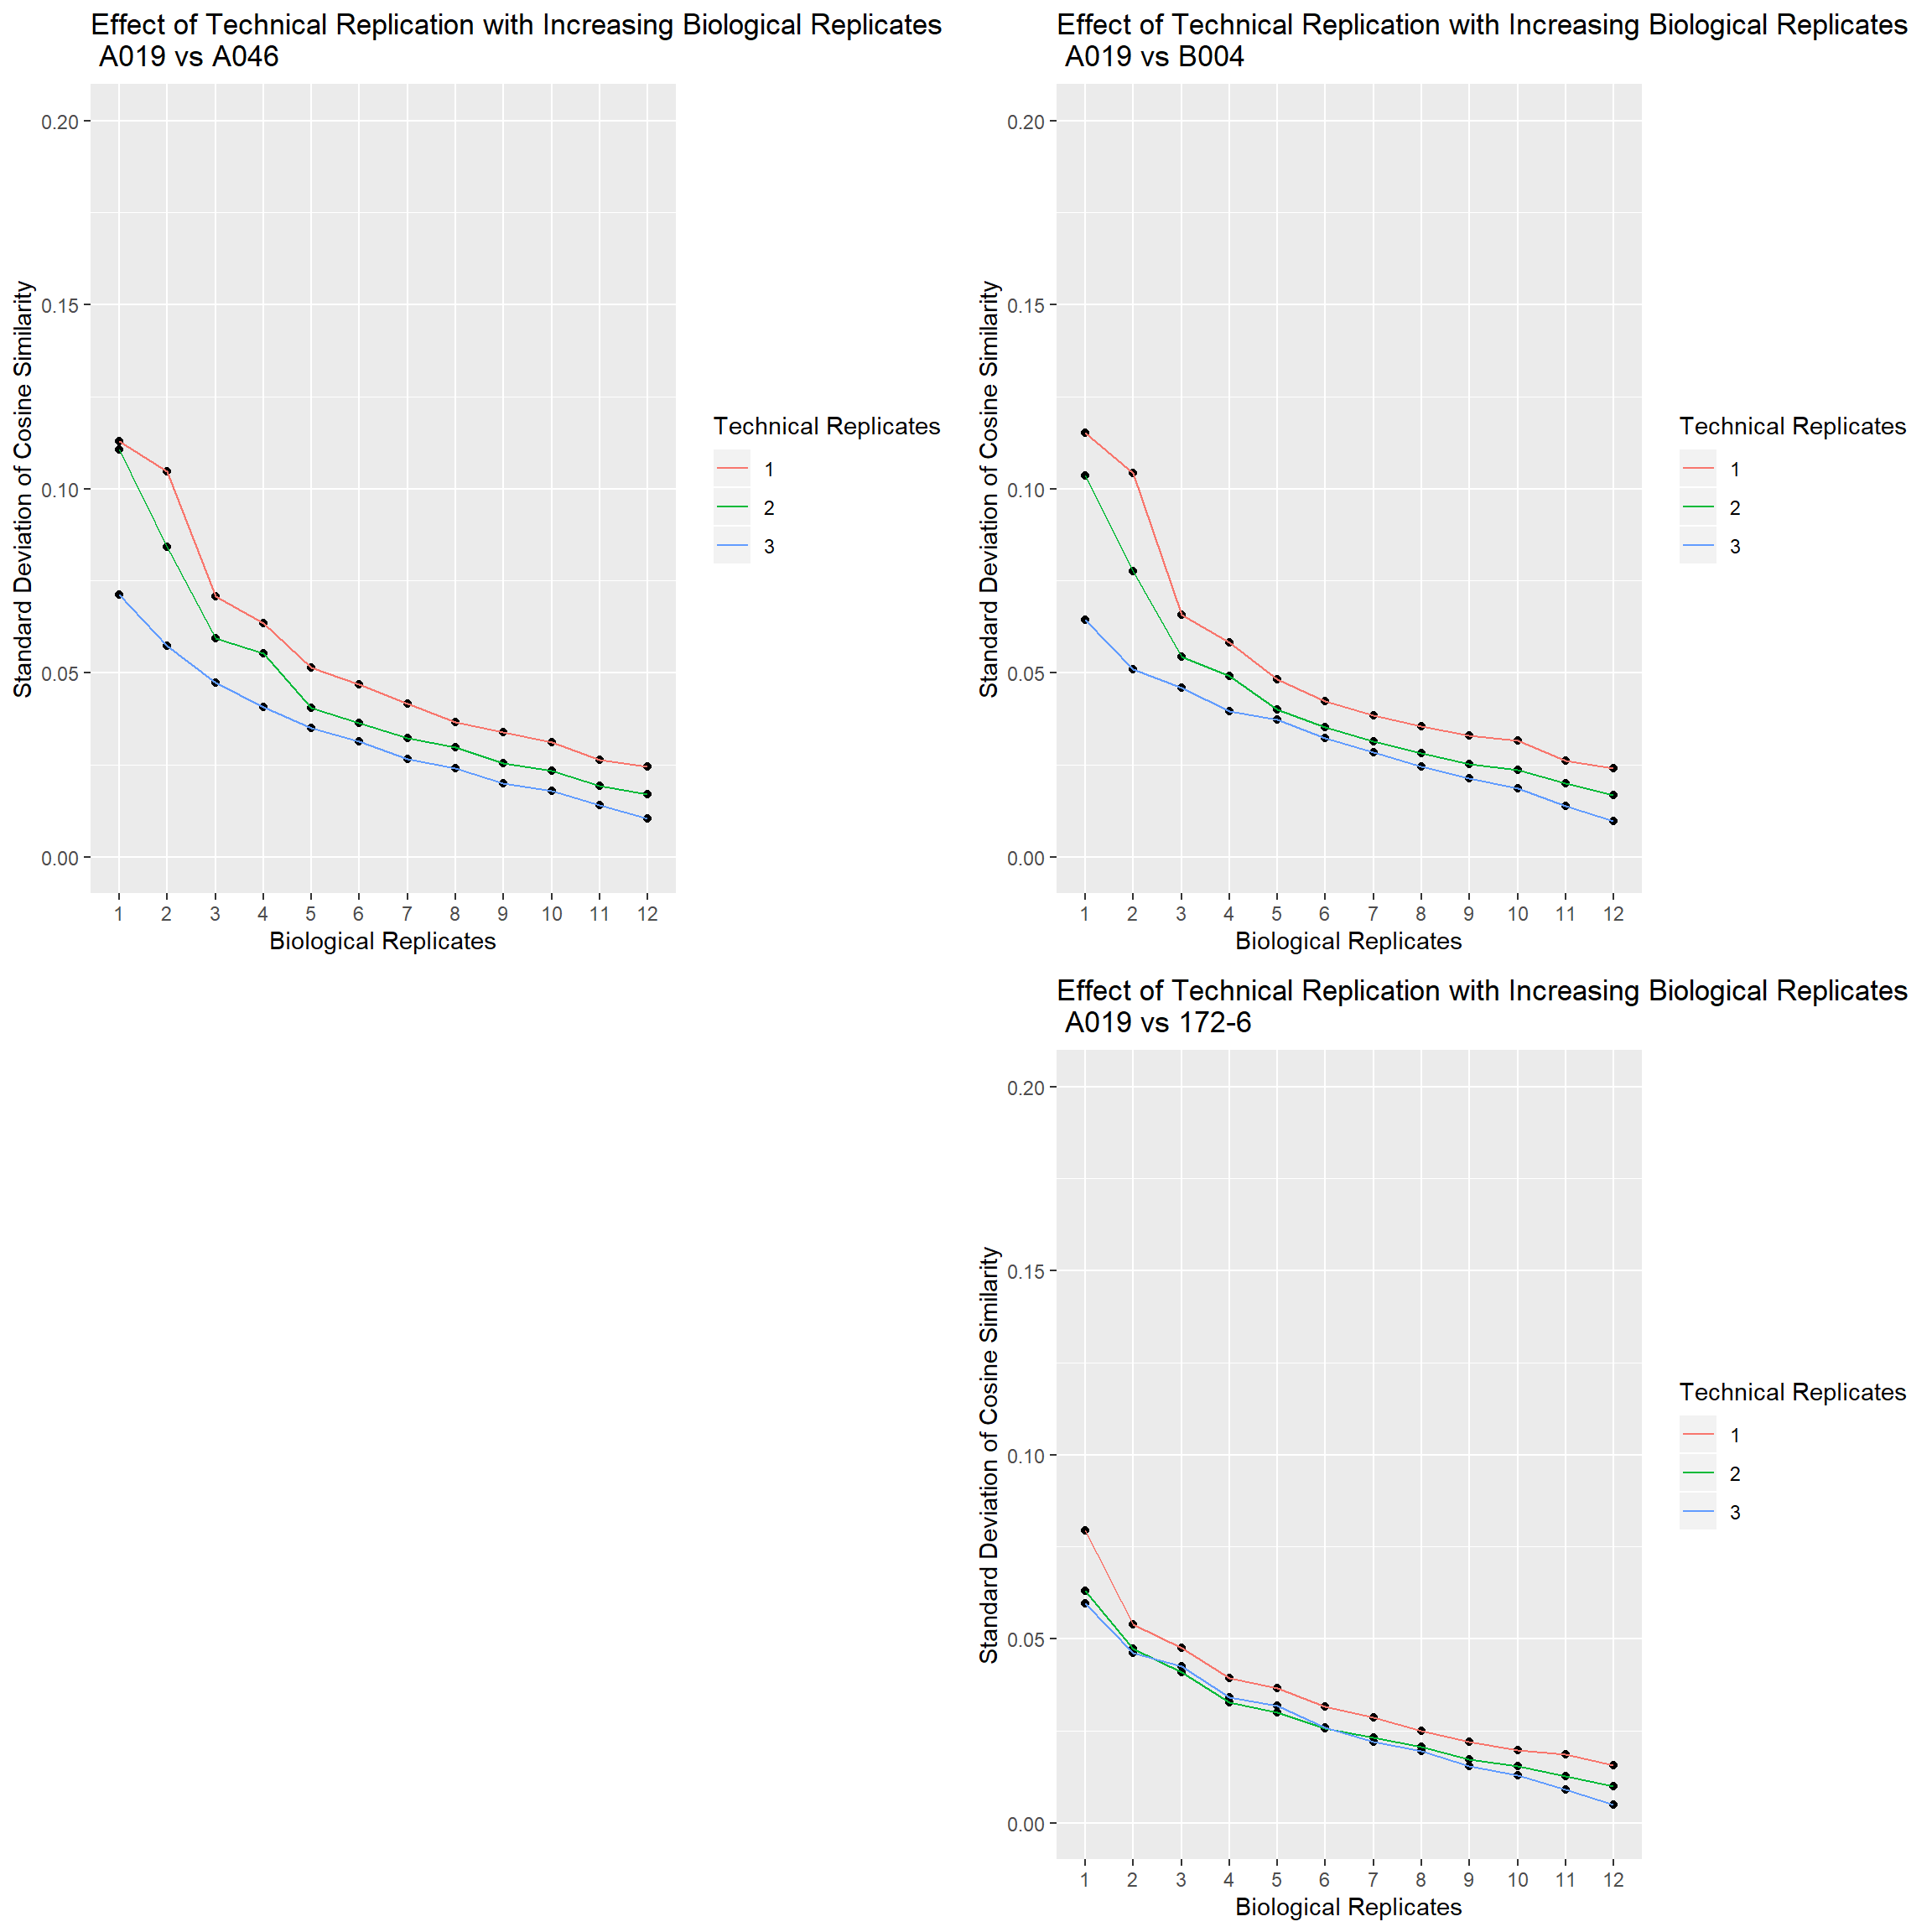 Effect of Technical Replication with Increasing Biological Replicates
A019 vs A046
Standard Deviation of Cosine Similarity
0.20
0.15
0.10
0.05
0.00
1 2 3 4 5 6 7 8 9 10 11 12
Biological Replicates
Technical Replicates
1
2
3
Effect of Technical Replication with Increasing Biological Replicates
A019 vs B004
Standard Deviation of Cosine Similarity
0.20
0.15
0.10
0.05
0.00
1 2 3 4 5 6 7 8 9 10 11 12
Biological Replicates
Technical Replicates
1
2
3
Effect of Technical Replication with Increasing Biological Replicates
A019 vs 172-6
Standard Deviation of Cosine Similarity
0.20
0.15
0.10
0.05
0.00
1 2 3 4 5 6 7 8 9 10 11 12
Biological Replicates
Technical Replicates
1
2
3